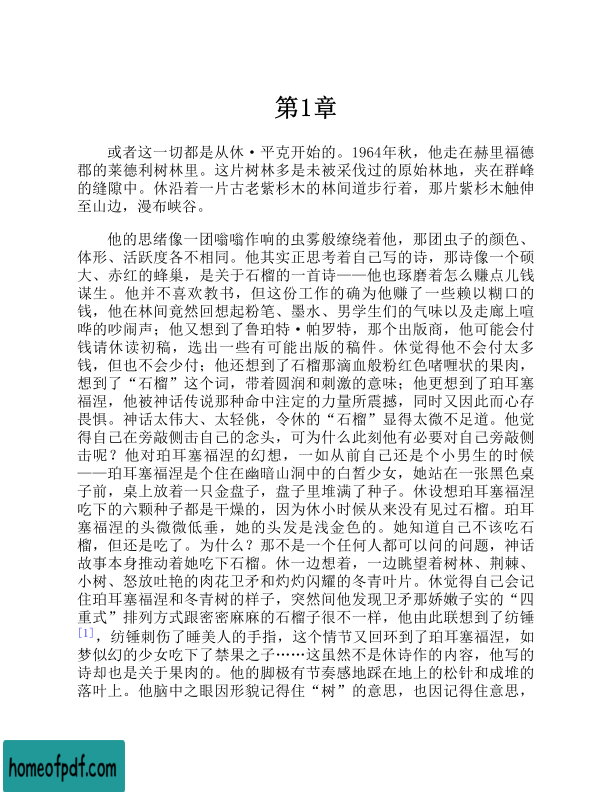 第1章
或者这一切都是从休·平克开始的。1964年秋，他走在赫里福德
郡的莱德利树林里。这片树林多是未被采伐过的原始林地，夹在群峰
的缝隙中。休沿着一片古老紫杉木的林间道步行着，那片紫杉木触伸
至山边，漫布峡谷。
他的思绪像一团嗡嗡作响的虫雾般缭绕着他，那团虫子的颜色、
体形、活跃度各不相同。他其实正思考着自己写的诗，那诗像一个硕
大、赤红的蜂巢，是关于石榴的一首诗——他也琢磨着怎么赚点儿钱
谋生。他并不喜欢教书，但这份工作的确为他赚了一些赖以糊口的
钱，他在林间竟然回想起粉笔、墨水、男学生们的气味以及走廊上喧
哗的吵闹声；他又想到了鲁珀特·帕罗特，那个出版商，他可能会付
钱请休读初稿，选出一些有可能出版的稿件。休觉得他不会付太多
钱，但也不会少付；他还想到了石榴那滴血般粉红色啫喱状的果肉，
想到了“石榴”这个词，带着圆润和刺激的意味；他更想到了珀耳塞
福涅，他被神话传说那种命中注定的力量所震撼，同时又因此而心存
畏惧。神话太伟大、太轻佻，令休的“石榴”显得太微不足道。他觉
得自己在旁敲侧击自己的念头，可为什么此刻他有必要对自己旁敲侧
击呢？他对珀耳塞福涅的幻想，一如从前自己还是个小男生的时候
——珀耳塞福涅是个住在幽暗山洞中的白皙少女，她站在一张黑色桌
子前，桌上放着一只金盘子，盘子里堆满了种子。休设想珀耳塞福涅
吃下的六颗种子都是干燥的，因为休小时候从来没有见过石榴。珀耳
塞福涅的头微微低垂，她的头发是浅金色的。她知道自己不该吃石
榴，但还是吃了。为什么？那不是一个任何人都可以问的问题，神话
故事本身推动着她吃下石榴。休一边想着，一边眺望着树林、荆棘、
小树、怒放吐艳的肉花卫矛和灼灼闪耀的冬青叶片。休觉得自己会记
住珀耳塞福涅和冬青树的样子，突然间他发现卫矛那娇嫩子实的“四
重式”排列方式跟密密麻麻的石榴子很不一样，他由此联想到了纺锤
[1]，纺锤刺伤了睡美人的手指，这个情节又回环到了珀耳塞福涅，如
梦似幻的少女吃下了禁果之子……这虽然不是休诗作的内容，他写的
诗却也是关于果肉的。他的脚极有节奏感地踩在地上的松针和成堆的
落叶上。他脑中之眼因形貌记得住“树”的意思，也因记得住意思，
homeofpdf.com